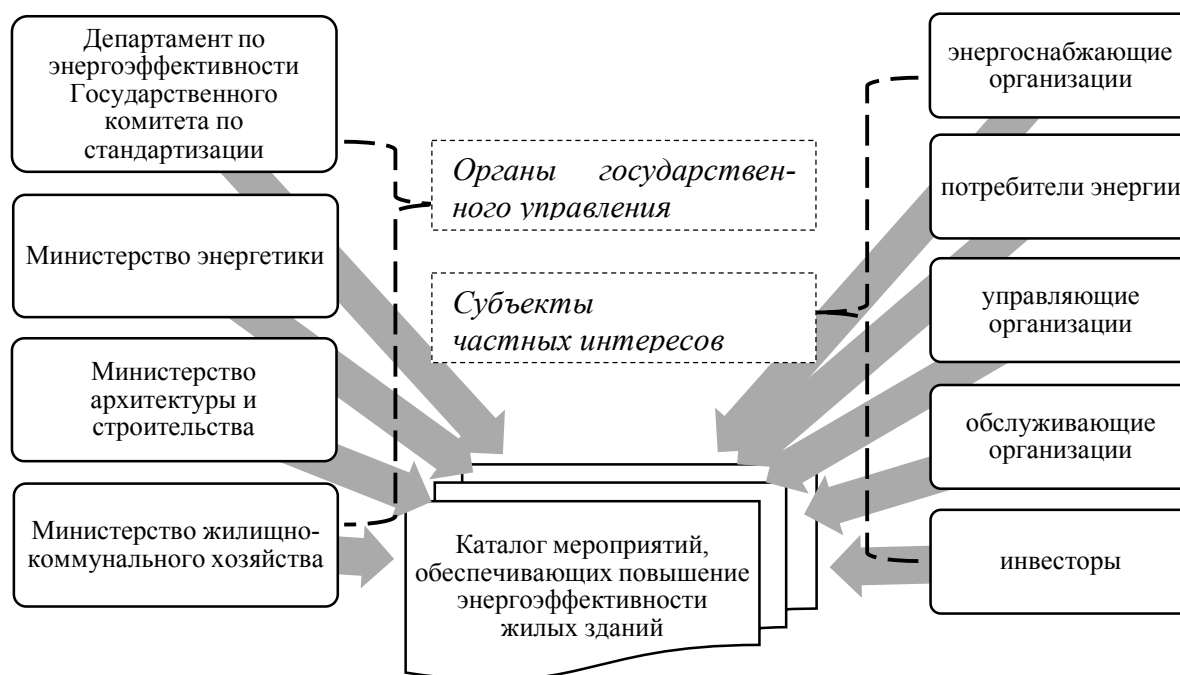 Департамент по
энергоэффективности
Государственного
комитета по
стандартизации
Министерство энергетики
Министерство
архитектуры и
строительства
Министерство жилищно-
коммунального хозяйства
Органы государствен-
ного управления
Субъекты
частных интересов
Каталог мероприятий,
обеспечивающих повышение
энергоэффективности
жилых зданий
энергоснабжающие
организации
потребители энергии
управляющие
организации
обслуживающие
организации
инвесторы